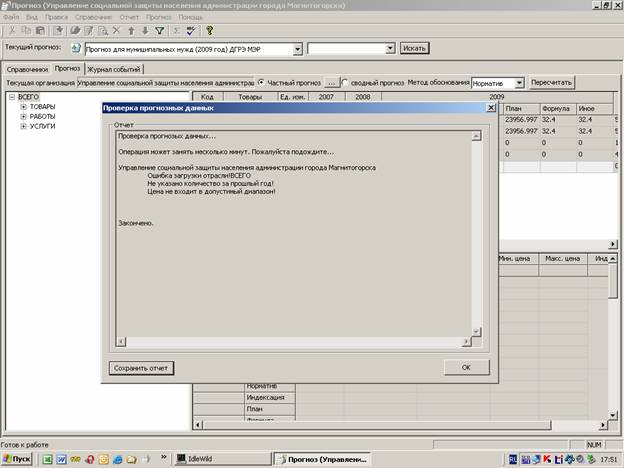 Прогноз (Управление социальной защиты населения администрации города Магнитогорска)
Файл Вид Правка Справочник Отчет Прогноз Помощь
Текущий прогноз: Прогноз для муниципальных нужд (2009 год) ДГРЭ МЭР Искать
Справочники Прогноз Журнал событий
Текущая организация Управление социальной защиты населения администрац Частный прогноз ... сводный прогноз Метод обоснования Норматив Пересчитать
ВСЕГО
ТОВАРЫ
РАБОТЫ
УСЛУГИ
Код Товары Ед. изм. 2007 2008 2009
План Формула Иное
23956.997 32.4 32.4 5
23956.997 32.4 32.4 5
0 0 0 1
0 0 0 4
0
Проверка прогнозных данных
Отчет
Проверка прогнозых данных...
Операция может занять несколько минут. Пожалуйста подождите...
Управление социальной защиты населения администрации города Магнитогорска
Ошибка загрузки отрасли!ВСЕГО
Не указано количество за прошлый год!
Цена не входит в допустимый диапазон!
Закончено.
Сохранить отчет OK
Мин. цена Макс. цена Инд
Норматив
Индексация
План
Формула
Готов к работе NUM
Пуск IdleWild Прогноз (Управлени... RL 17:51